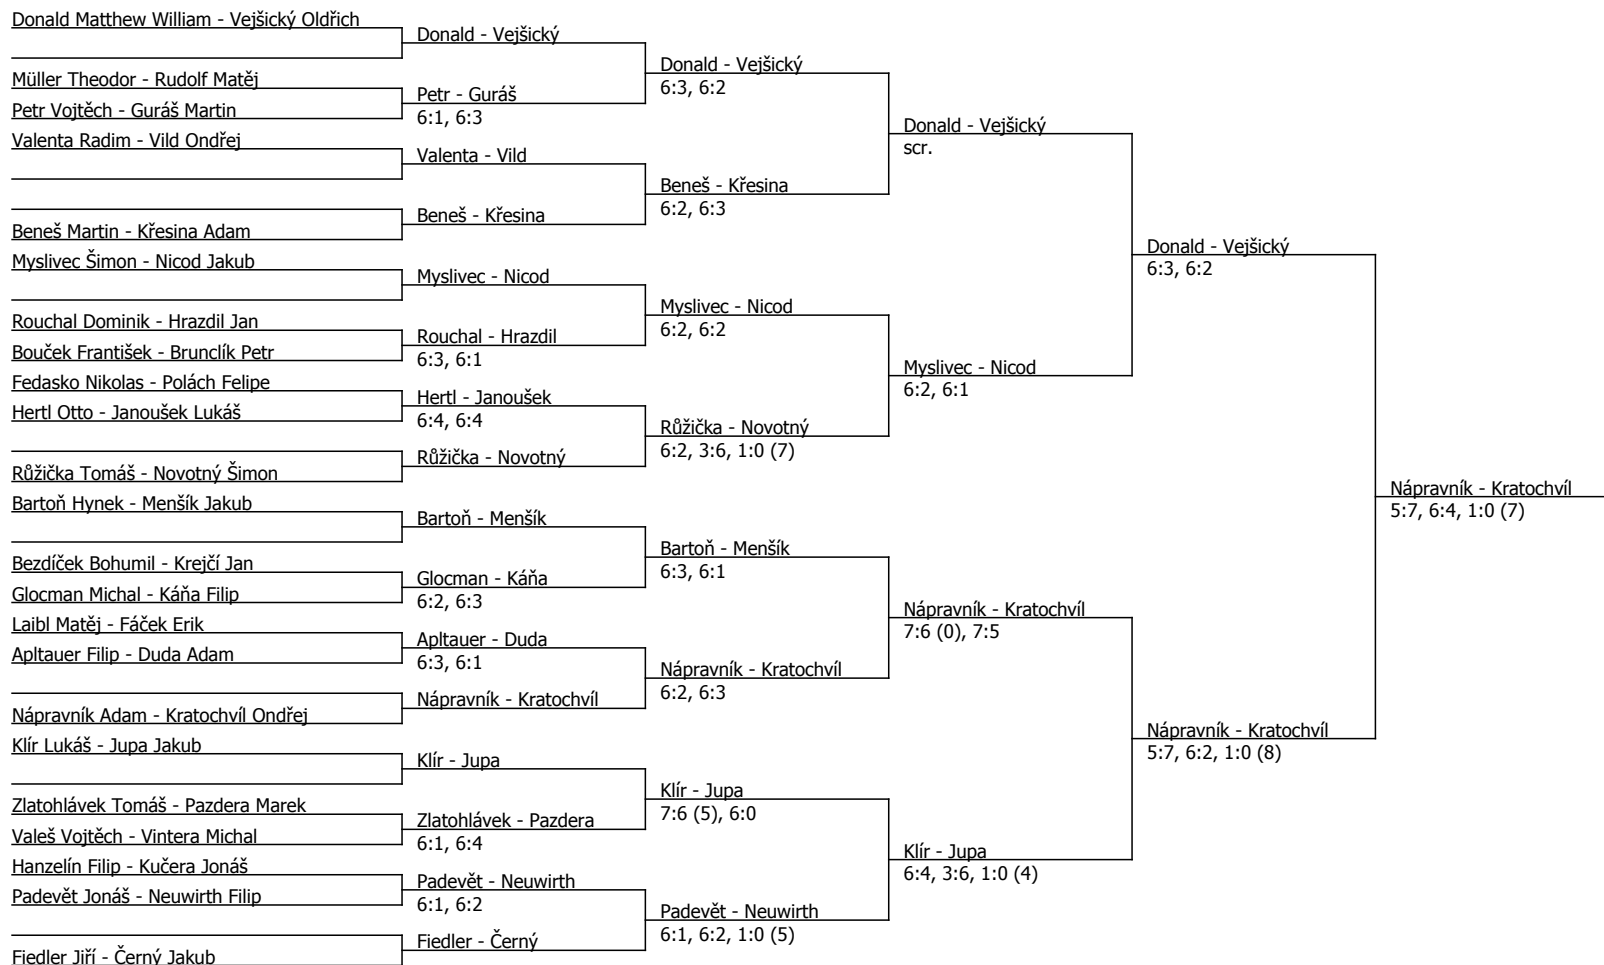 Donald Matthew William - Vejšický Oldřich
Müller Theodor - Rudolf Matěj
Petr Vojtěch - Guráš Martin
Valenta Radim - Vild Ondřej
Beneš Martin - Křesina Adam
Myslivec Šimon - Nicod Jakub
Rouchal Dominik - Hrazdil Jan
Bouček František - Brunclík Petr
Fedasko Nikolas - Polách Felipe
Hertl Otto - Janoušek Lukáš
Růžička Tomáš - Novotný Šimon
Bartoň Hynek - Menšík Jakub
Bezdíček Bohumil - Krejčí Jan
Glocman Michal - Káňa Filip
Laibl Matěj - Fáček Erik
Apltauer Filip - Duda Adam
Nápravník Adam - Kratochvíl Ondřej
Klír Lukáš - Jupa Jakub
Zlatohlávek Tomáš - Pazdera Marek
Valeš Vojtěch - Vintera Michal
Hanzelín Filip - Kučera Jonáš
Padevět Jonáš - Neuwirth Filip
Fiedler Jiří - Černý Jakub
Donald - Vejšický
Petr - Guráš
6:1, 6:3
Valenta - Vild
Beneš - Křesina
Myslivec - Nicod
Rouchal - Hrazdil
6:3, 6:1
Hertl - Janoušek
6:4, 6:4
Růžička - Novotný
Bartoň - Menšík
Glocman - Káňa
6:2, 6:3
Apltauer - Duda
6:3, 6:1
Nápravník - Kratochvíl
Klír - Jupa
Zlatohlávek - Pazdera
6:1, 6:4
Padevět - Neuwirth
6:1, 6:2
Fiedler - Černý
Donald - Vejšický
6:3, 6:2
Beneš - Křesina
6:2, 6:3
Myslivec - Nicod
6:2, 6:2
Růžička - Novotný
6:2, 3:6, 1:0 (7)
Bartoň - Menšík
6:3, 6:1
Nápravník - Kratochvíl
6:2, 6:3
Klír - Jupa
7:6 (5), 6:0
Padevět - Neuwirth
6:1, 6:2, 1:0 (5)
Donald - Vejšický
scr.
Myslivec - Nicod
6:2, 6:1
Nápravník - Kratochvíl
7:6 (0), 7:5
Klír - Jupa
6:4, 3:6, 1:0 (4)
Donald - Vejšický
6:3, 6:2
Nápravník - Kratochvíl
5:7, 6:2, 1:0 (8)
Nápravník - Kratochvíl
5:7, 6:4, 1:0 (7)